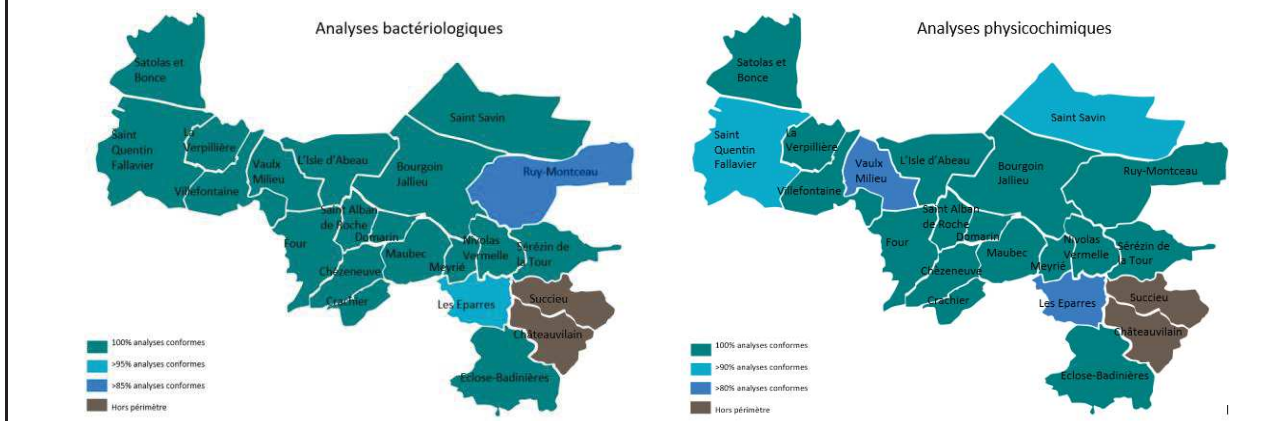 Analyses bactériologiques
Satolas et
Bonce
Saint Savin
Saint
Quentin
Fallavier
La
Verpillière
Vaulx
Milieu
L'Isle d'Abeau
Bourgoin
Jallieu
Ruy-Montceau
Villefontaine
Saint Alban
de Roche
Domarin
Four
Maubec
Nivolas
Vermelle
Sérézin de
la Tour
Chèzeneuve
Meyrié
Crachier
Les Eparres
Succieu
Châteauvilain
Eclose-Badinières
100% analyses conformes
>95% analyses conformes
>85% analyses conformes
Hors périmètre
Analyses physicochimiques
Satolas et
Bonce
Saint Savin
Saint
Quentin
Fallavier
La
Verpillière
Vaulx
Milieu
L'Isle d'Abeau
Bourgoin
Jallieu
Ruy-Montceau
Villefontaine
Saint Alban
de Roche
Domarin
Four
Maubec
Nivolas
Vermelle
Sérézin de
la Tour
Chèzeneuve
Meyrié
Crachier
Les Eparres
Succieu
Châteauvilain
Eclose-Badinières
100% analyses conformes
>90% analyses conformes
>80% analyses conformes
Hors périmètre